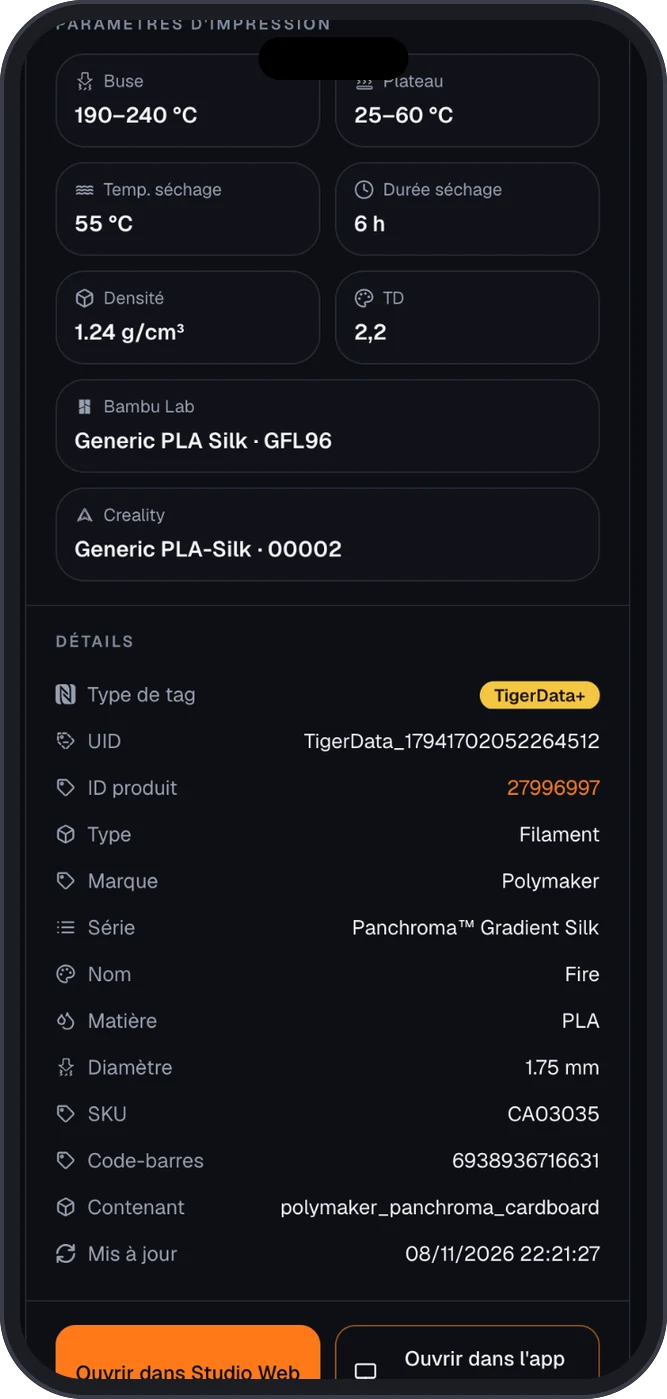 PARAMÈTRES D'IMPRESSION
Buse
190–240 °C
Plateau
25–60 °C
Temp. séchage
55 °C
Durée séchage
6 h
Densité
1.24 g/cm³
TD
2,2
Bambu Lab
Generic PLA Silk · GFL96
Creality
Generic PLA-Silk · 00002
DÉTAILS
Type de tag TigerData+
UID TigerData_17941702052264512
ID produit 27996997
Type Filament
Marque Polymaker
Série Panchroma™ Gradient Silk
Nom Fire
Matière PLA
Diamètre 1.75 mm
SKU CA03035
Code-barres 6938936716631
Contenant polymaker_panchroma_cardboard
Mis à jour 08/11/2026 22:21:27
Ouvrir dans Studio Web
Ouvrir dans l'app